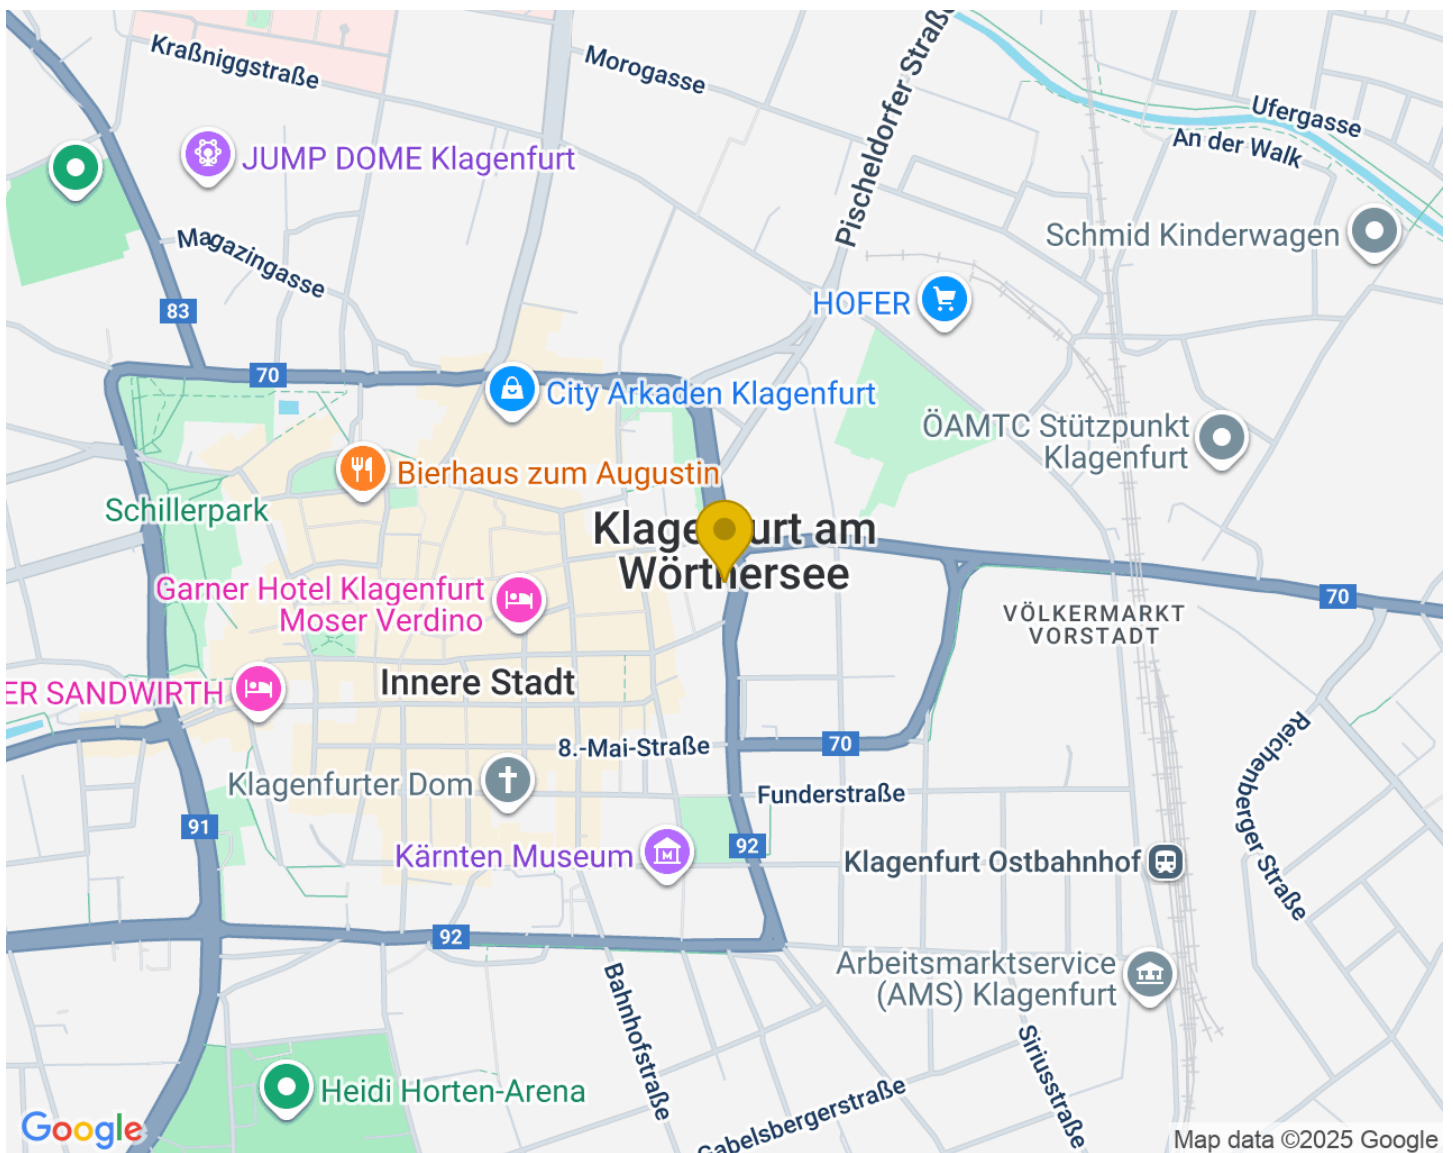 Kraßniggstraße
Morogasse
Pischeldorfer Straße
Ufergasse
An der Walk
JUMP DOME Klagenfurt
Magazingasse
Schmid Kinderwagen
83
HOFER
70
City Arkaden Klagenfurt
ÖAMTC Stützpunkt
Klagenfurt
Bierhaus zum Augustin
Schillerpark
Klagenfurt am
Wörthersee
Garner Hotel Klagenfurt
Moser Verdino
70
VÖLKERMARKT
VORSTADT
ER SANDWIRTH
Innere Stadt
8.-Mai-Straße
70
Reichenberger Straße
Klagenfurter Dom
Funderstraße
91
92
Kärnten Museum
Klagenfurt Ostbahnhof
92
Bahnhofstraße
Arbeitsmarktservice
(AMS) Klagenfurt
Siriusstraße
Heidi Horten-Arena
Gabelsbergerstraße
Google
Map data ©2025 Google